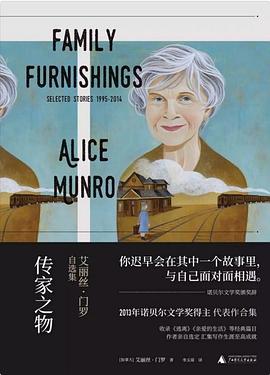 FAMILY
FURNISHINGS
SELECTED STORIES 1995-2014
ALICE
MUNRO
传家之物
艾丽丝·门罗
自选集
你迟早会在其中一个故事里，
与自己面对面相遇。
——诺贝尔文学奖颁奖辞
2013年诺贝尔文学奖得主 代表作合集
收录《逃离》《亲爱的生活》等经典篇目
作者亲自选定 汇集写作生涯至高成就
[加拿大] 艾丽丝·门罗 著
李玉瑶 译